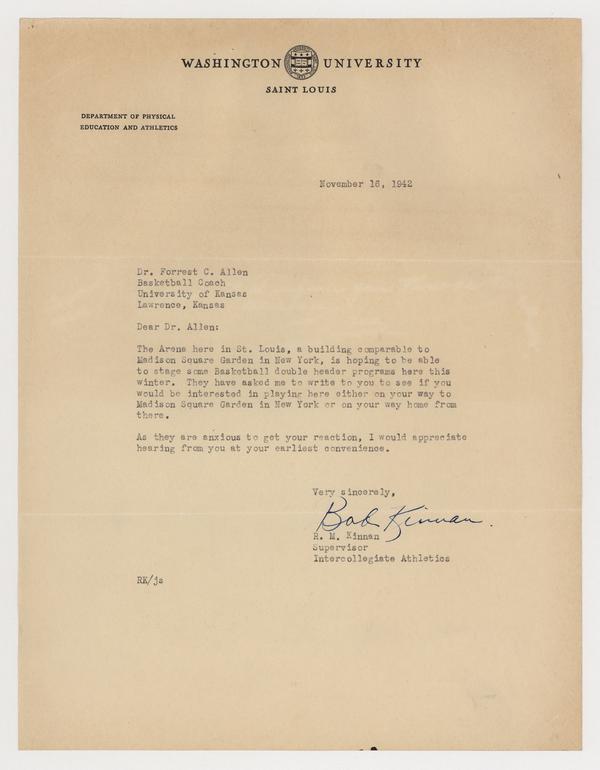 WASHINGTON UNIVERSITY
SAINT LOUIS
DEPARTMENT OF PHYSICAL
EDUCATION AND ATHLETICS
November 16, 1942
Dr. Forrest C. Allen
Basketball Coach
University of Kansas
Lawrence, Kansas
Dear Dr. Allen:
The Arena here in St. Louis, a building comparable to
Madison Square Garden in New York, is hoping to be able
to stage some Basketball double header programs here this
winter. They have asked me to write to you to see if you
would be interested in playing here either on your way to
Madison Square Garden in New York or on your way home from
there.
As they are anxious to get your reaction, I would appreciate
hearing from you at your earliest convenience.
Very sincerely,
Bob Kinnan.
R. M. Kinnan
Supervisor
Intercollegiate Athletics
RK/js